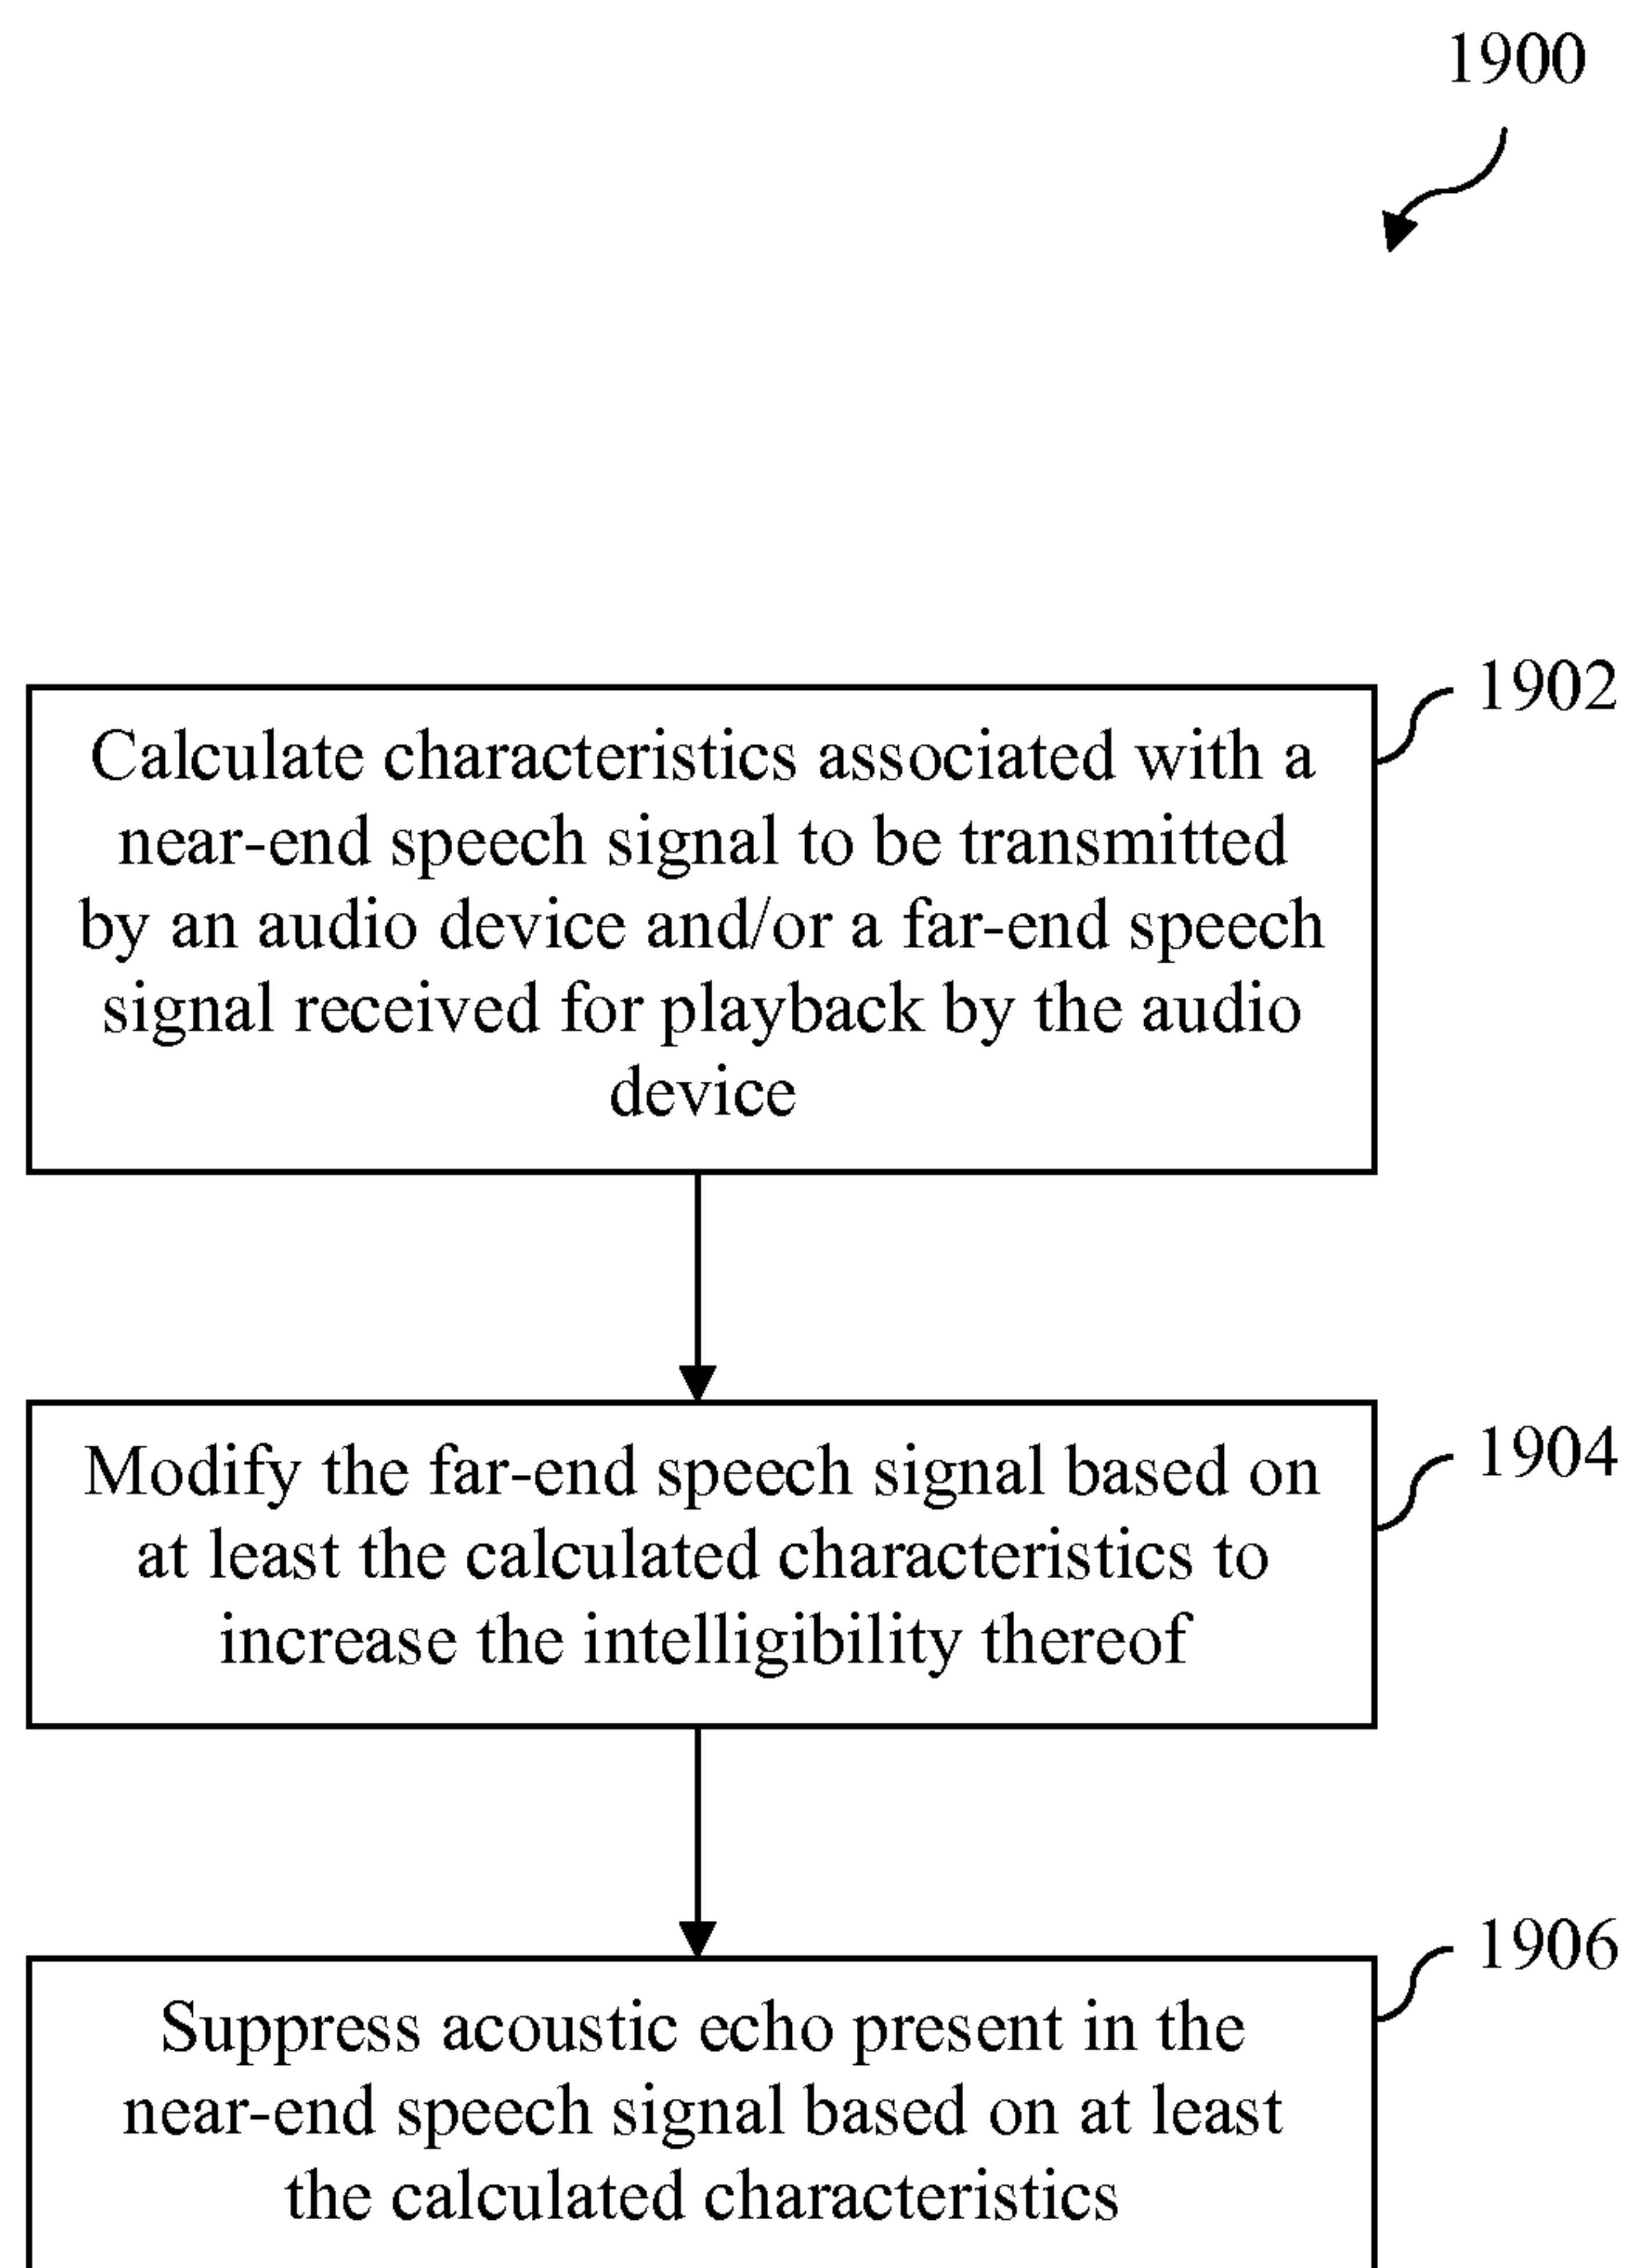 1900
1902
Calculate characteristics associated with a
near-end speech signal to be transmitted
by an audio device and/or a far-end speech
signal received for playback by the audio
device
1904
Modify the far-end speech signal based on
at least the calculated characteristics to
increase the intelligibility thereof
1906
Suppress acoustic echo present in the
near-end speech signal based on at least
the calculated characteristics